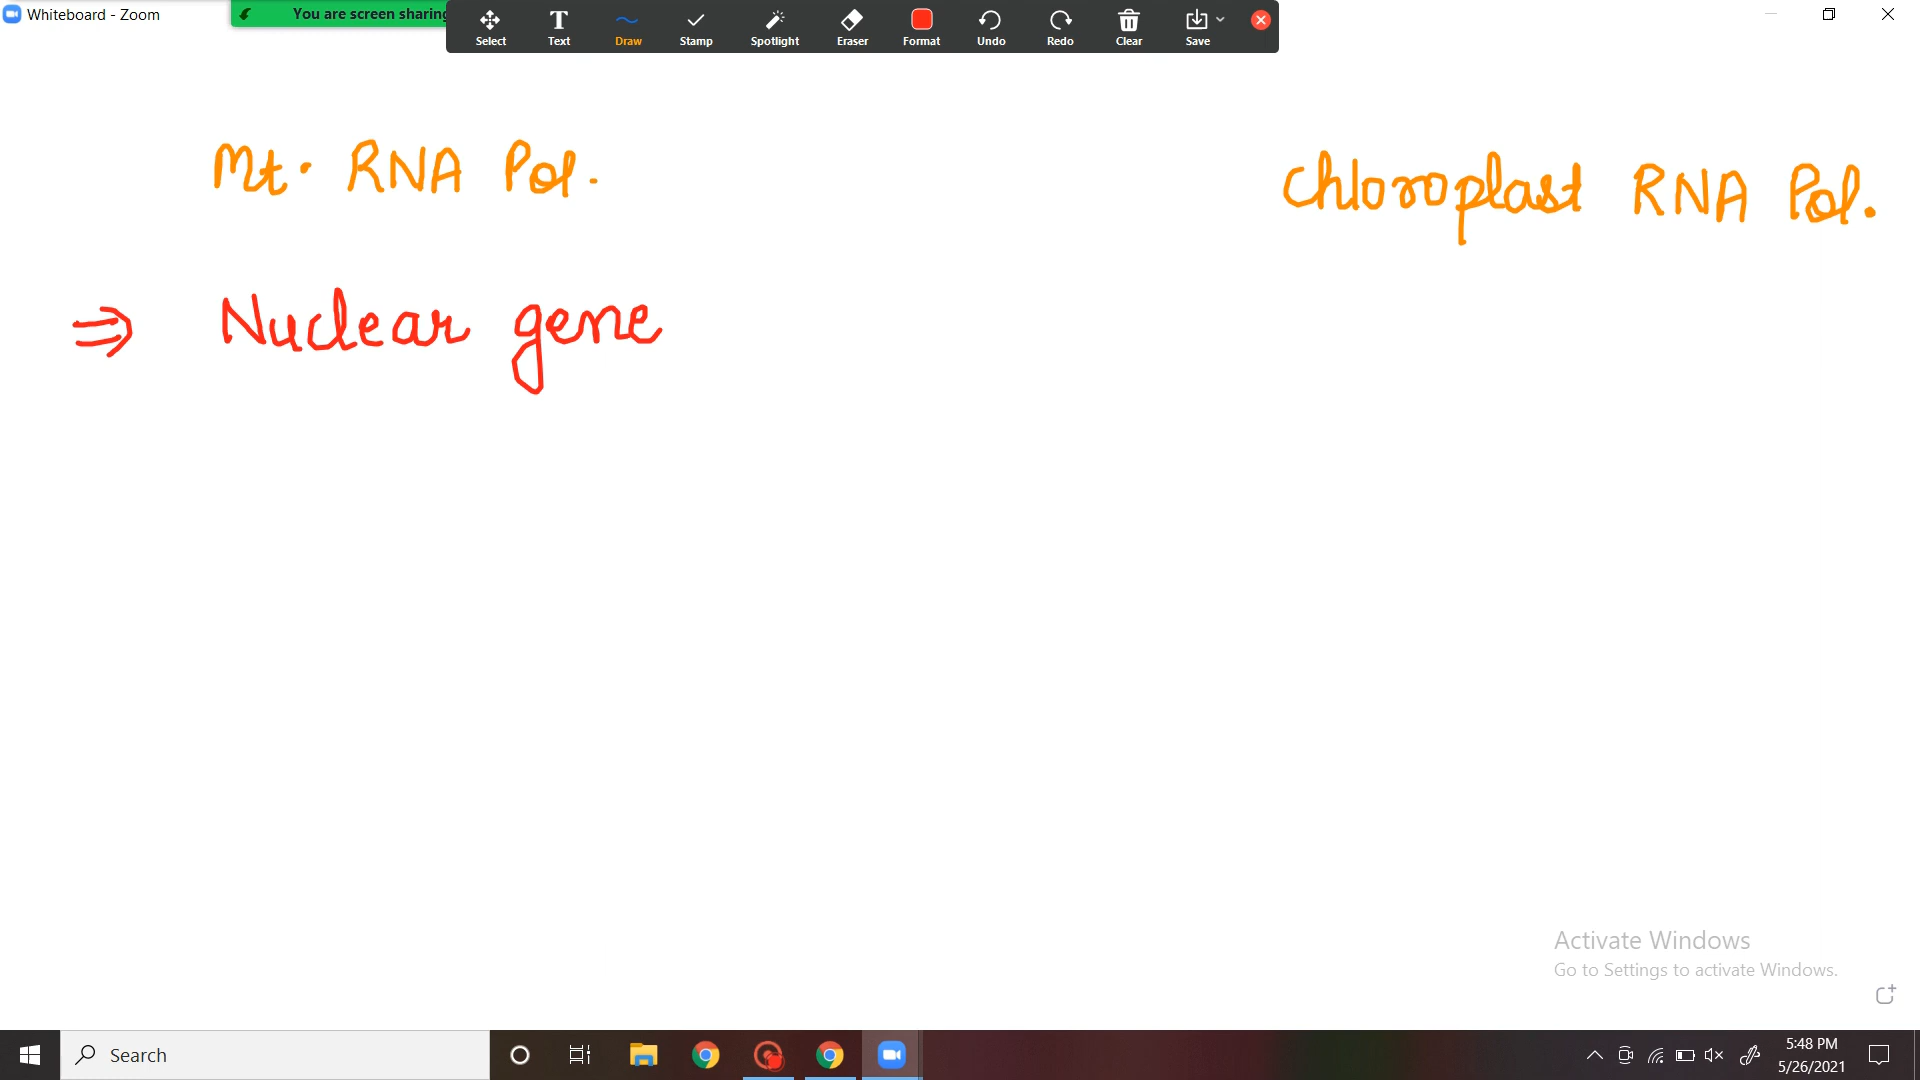 Whiteboard - Zoom
You are screen sharing
Select Text Draw Stamp Spotlight Eraser Format Undo Redo Clear Save
Mt. RNA Pol.
Chloroplast RNA Pol.
⇒ Nuclear gene
Activate Windows
Go to Settings to activate Windows.
Search
5:48 PM
5/26/2021